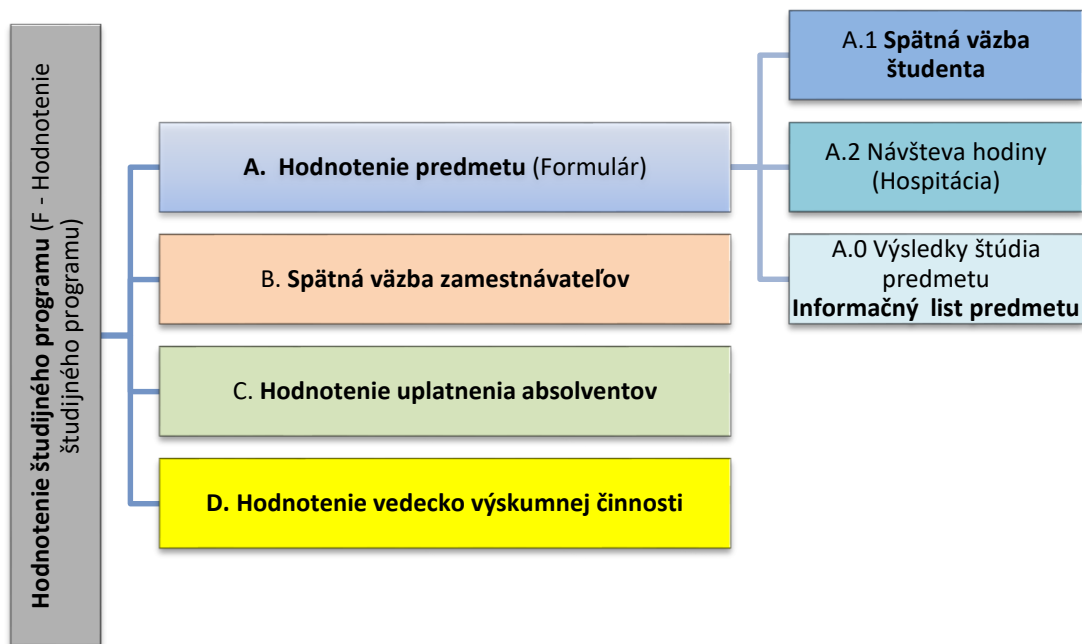 Hodnotenie študijného programu (F - Hodnotenie
študijného programu)
A. Hodnotenie predmetu (Formulár)
A.1 Spätná väzba
študenta
A.2 Návšteva hodiny
(Hospitácia)
A.0 Výsledky štúdia
predmetu
Informačný list predmetu
B. Spätná väzba zamestnávateľov
C. Hodnotenie uplatnenia absolventov
D. Hodnotenie vedecko výskumnej činnosti